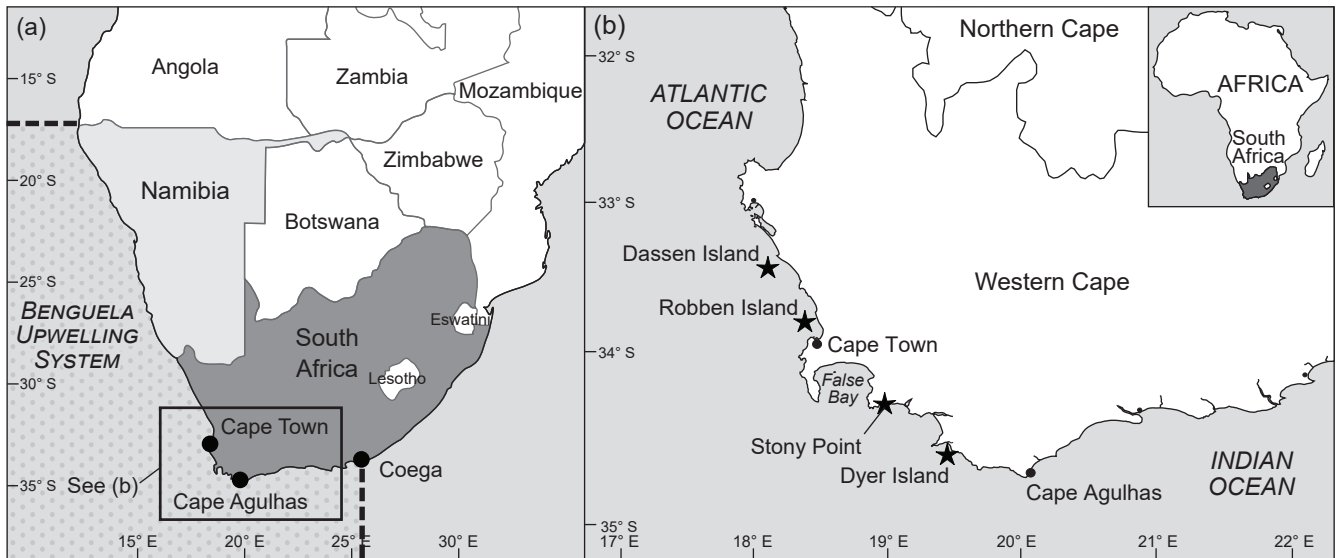 (a)
Angola
Zambia
Mozambique
Zimbabwe
Namibia
Botswana
BENGUELA
UPWELLING
SYSTEM
South
Africa
Eswatini
Lesotho
Cape Town
Coega
See (b)
Cape Agulhas
15° S
20° S
25° S
30° S
35° S
15° E
20° E
25° E
30° E
(b)
Northern Cape
ATLANTIC
OCEAN
AFRICA
South
Africa
Dassen Island
Western Cape
Robben Island
Cape Town
False
Bay
Stony Point
Dyer Island
Cape Agulhas
INDIAN
OCEAN
32° S
33° S
34° S
35° S
17° E
18° E
19° E
20° E
21° E
22° E